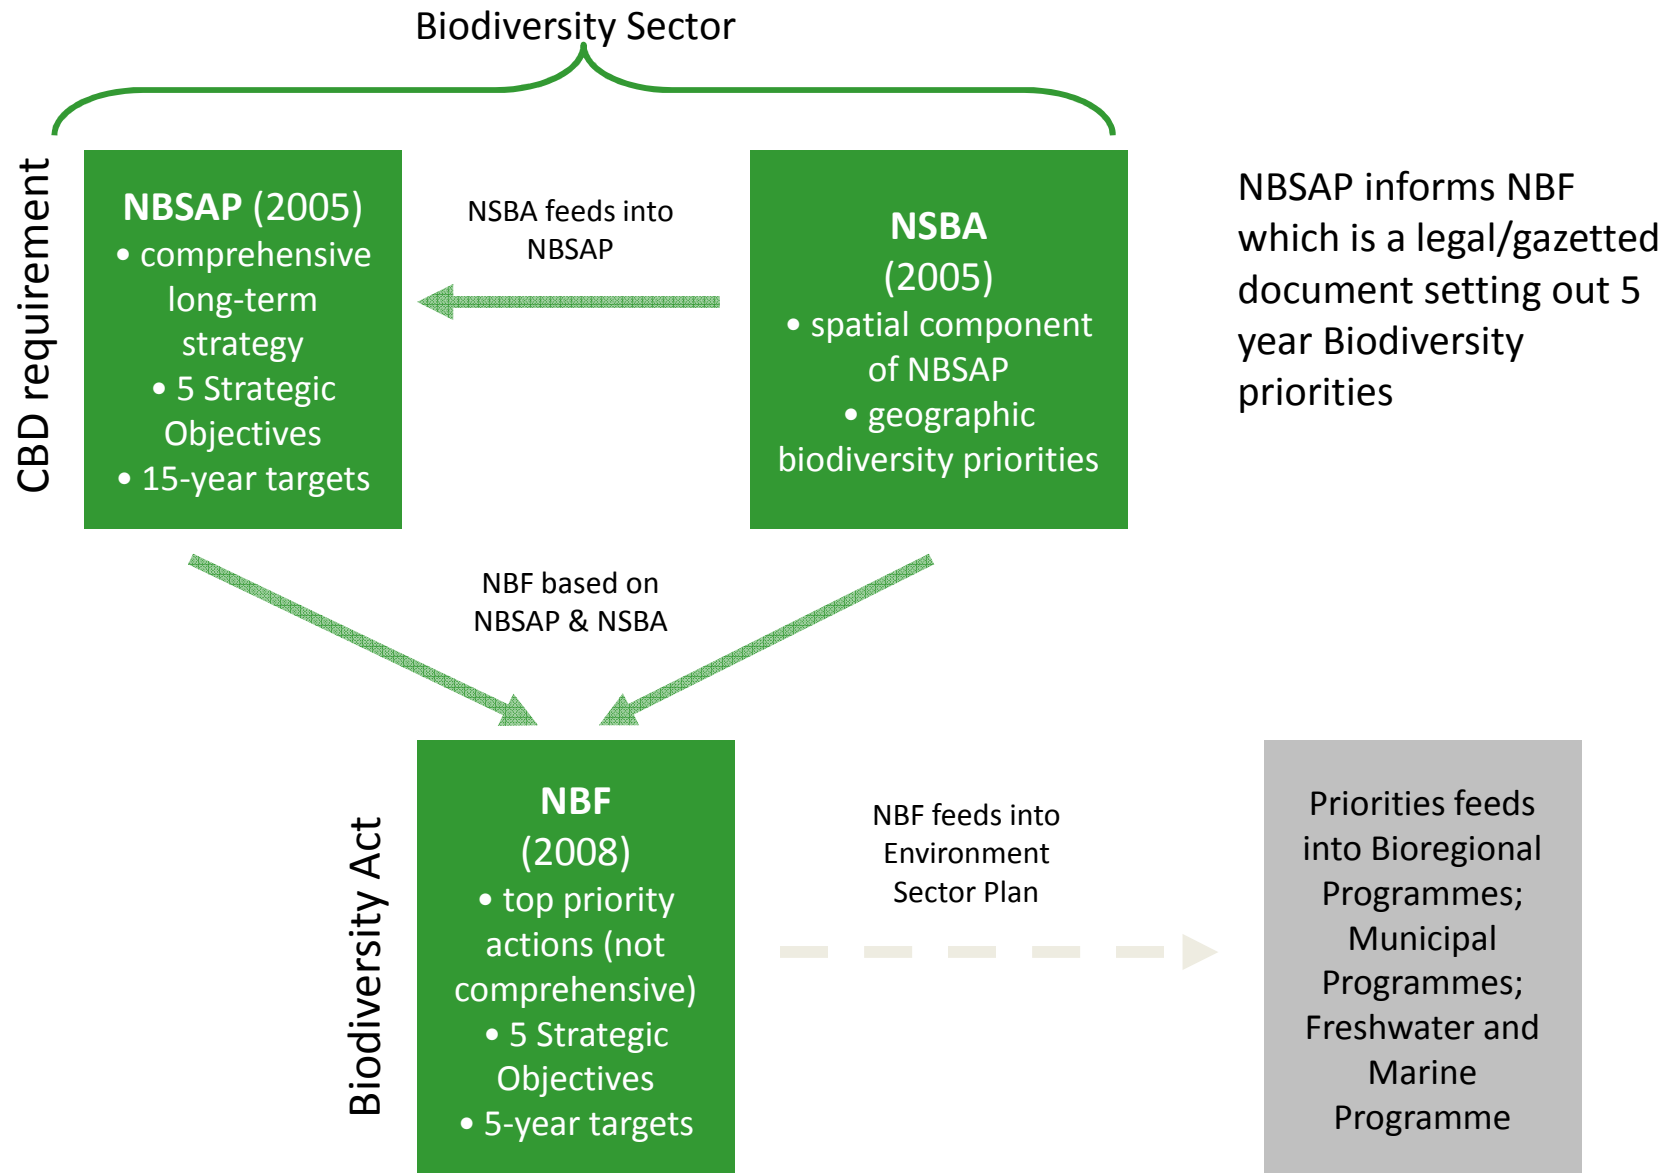 Biodiversity Sector
CBD requirement
NBSAP (2005)
• comprehensive
long-term
strategy
• 5 Strategic
Objectives
• 15-year targets
NSBA feeds into
NBSAP
NSBA
(2005)
• spatial component
of NBSAP
• geographic
biodiversity priorities
NBSAP informs NBF
which is a legal/gazetted
document setting out 5
year Biodiversity
priorities
NBF based on
NBSAP & NSBA
Biodiversity Act
NBF
(2008)
• top priority
actions (not
comprehensive)
• 5 Strategic
Objectives
• 5-year targets
NBF feeds into
Environment
Sector Plan
Priorities feeds
into Bioregional
Programmes;
Municipal
Programmes;
Freshwater and
Marine
Programme